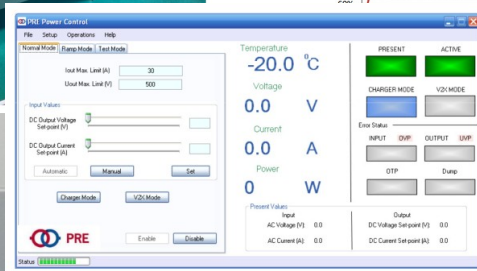 PRE Power Control
File Setup Operations Help
Normal Mode Ramp Mode Test Mode
Iout Max. Limit (A) 30
Uout Max. Limit (V) 500
Input Values
DC Output Voltage
Set-point (V)
DC Output Current
Set-point (A)
Automatic Manual Set
Charger Mode V2X Mode
PRE Enable Disable
Status
Temperature
-20.0 °C
Voltage
0.0 V
Current
0.0 A
Power
0 W
PRESENT ACTIVE
CHARGER MODE V2X MODE
Error Status
INPUT OVP OUTPUT UVP
OTP Dump
Present Values
Input Output
AC Voltage (V): 0.0 DC Voltage Set-point (V): 0.0
AC Current (A): 0.0 DC Current Set-point (A): 0.0